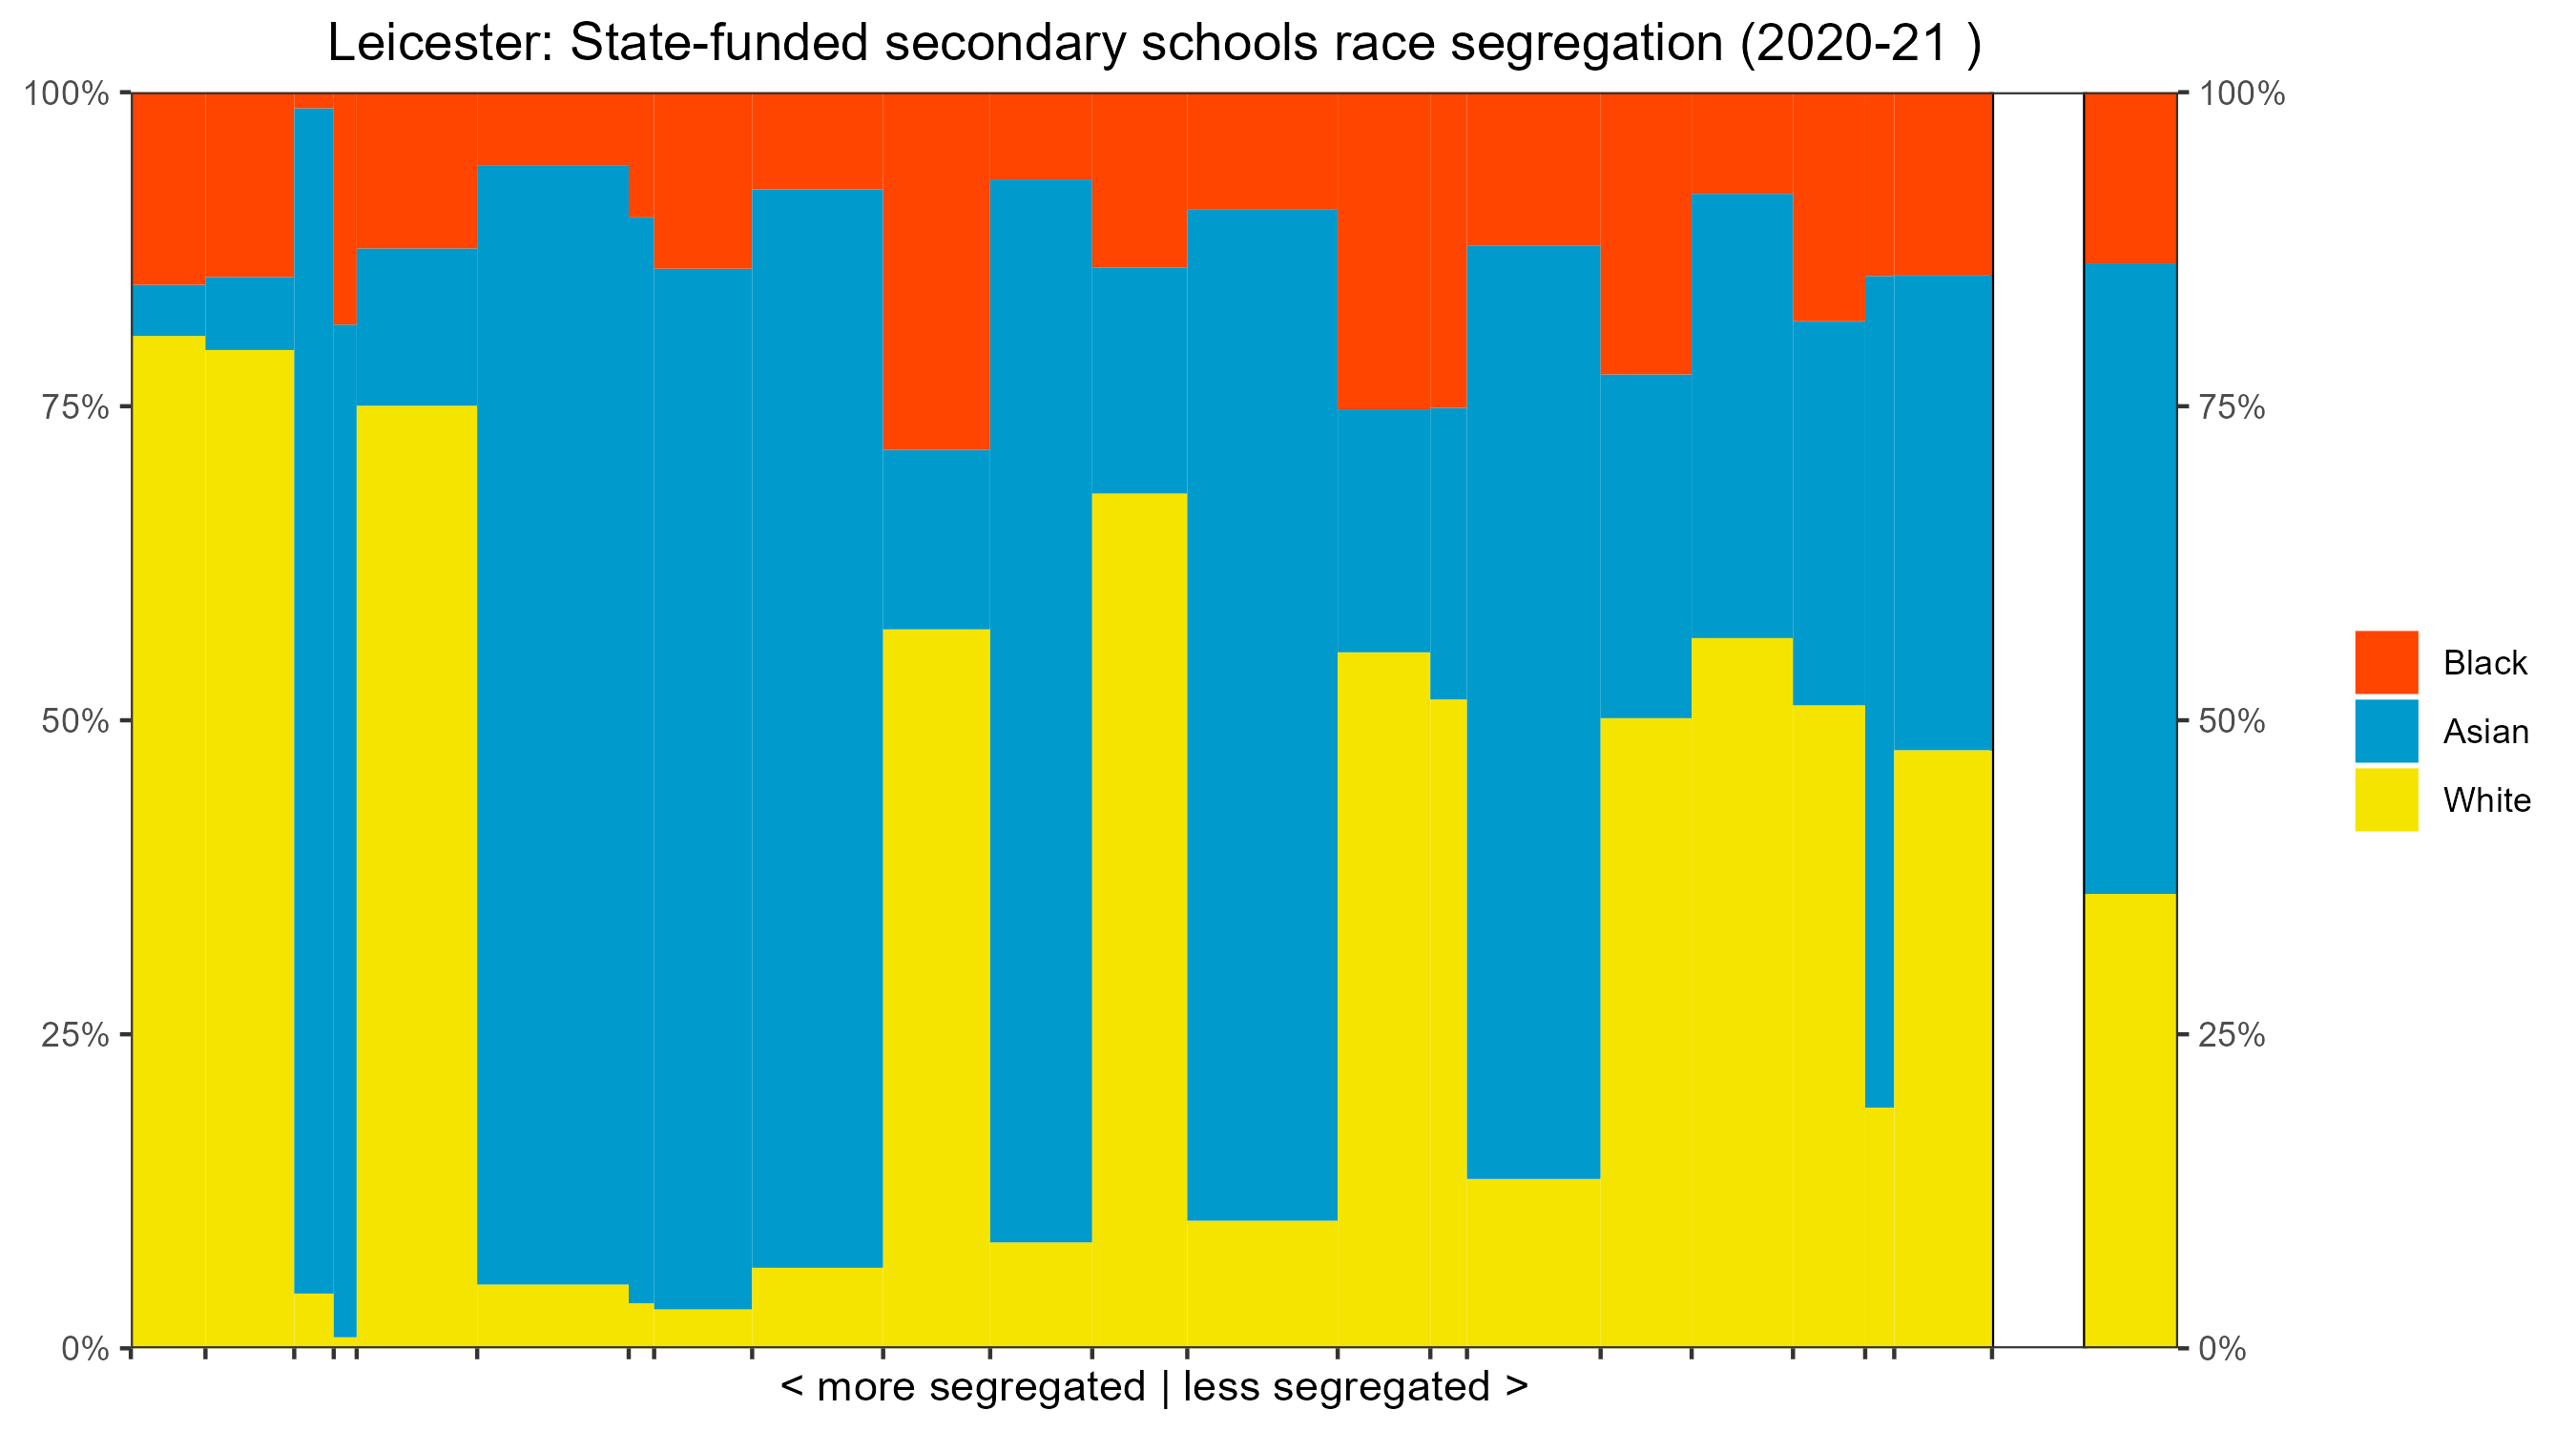 Leicester: State-funded secondary schools race segregation (2020-21 )
100%
75%
50%
25%
0%
100%
75%
50%
25%
0%
Black
Asian
White
< more segregated | less segregated >